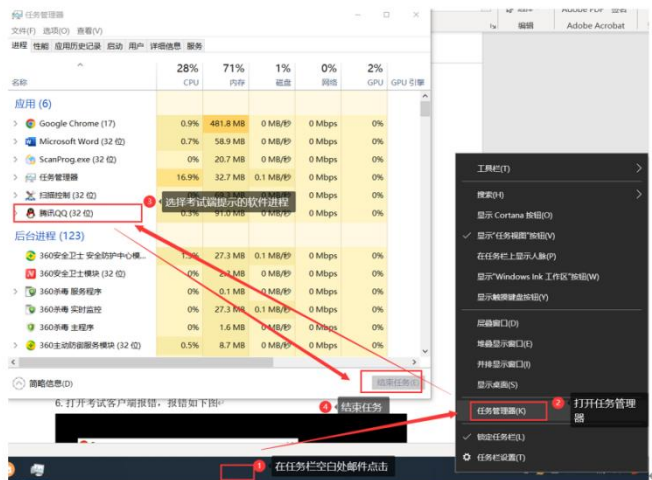 任务管理器
文件(F) 选项(O) 查看(V)
进程 性能 应用历史记录 启动 用户 详细信息 服务
28% 71% 1% 0% 2%
名称 CPU 内存 磁盘 网络 GPU GPU 引擎
应用 (6)
Google Chrome (17) 0.9% 481.8 MB 0 MB/秒 0 Mbps 0%
Microsoft Word (32 位) 0.7% 58.9 MB 0 MB/秒 0 Mbps 0%
ScanProg.exe (32 位) 0% 20.7 MB 0 MB/秒 0 Mbps 0%
任务管理器 16.9% 32.7 MB 0.1 MB/秒 0 Mbps 0%
扫描控制 (32 位) 0%
3 选择考试端提示的软件进程
腾讯QQ (32 位) 0.3% 91.0 MB 0 MB/秒 0 Mbps 0%
后台进程 (123)
360安全卫士 安全防护中心模... 27.3 MB 0.1 MB/秒 0 Mbps 0%
360安全卫士模块 (32 位) 0% 0 MB/秒 0 Mbps 0%
360杀毒 服务程序 0% 0.1 MB 0 MB/秒 0 Mbps 0%
360杀毒 实时监控 0% 27.3 MB 0.1 MB/秒 0 Mbps 0%
360杀毒 主程序 0% 1.6 MB 0 MB/秒 0 Mbps 0%
360主动防御服务模块 (32 位) 0.5% 8.7 MB 0 MB/秒 0 Mbps 0%
简略信息(D) 结束任务(E)
4 结束任务
6. 打开考试客户端报错，报错如下图
1 在任务栏空白处邮件点击
编辑 Adobe Acrobat
工具栏(T)
搜索(H)
显示 Cortana 按钮(O)
显示"任务视图"按钮(V)
在任务栏上显示人脉(P)
显示"Windows Ink 工作区"按钮(W)
显示触摸键盘按钮(Y)
层叠窗口(D)
堆叠显示窗口(E)
并排显示窗口(I)
显示桌面(S)
任务管理器(K)
2 打开任务管理
器
锁定任务栏(L)
任务栏设置(T)